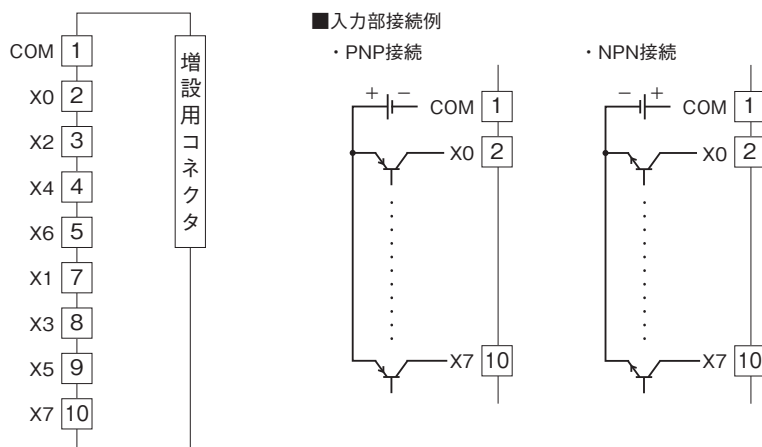 COM 1
X0 2
X2 3
X4 4
X6 5
X1 7
X3 8
X5 9
X7 10
増設用コネクタ
■入力部接続例
・PNP接続
+ −
COM 1
X0 2
X7 10
・NPN接続
− +
COM 1
X0 2
X7 10